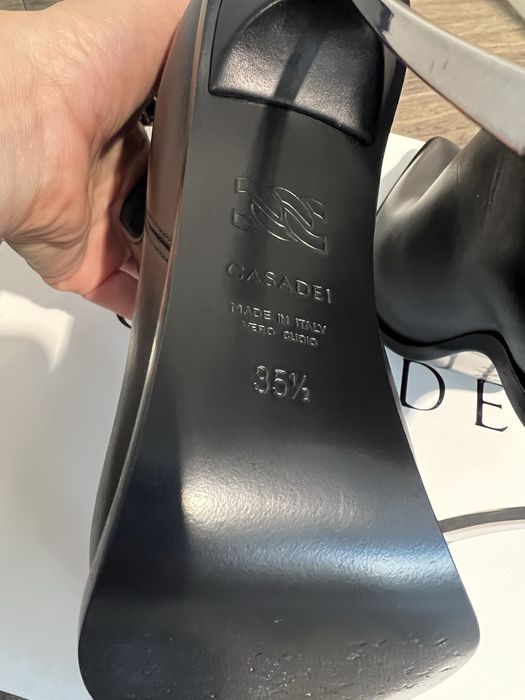 CASADEI
MADE IN ITALY
VERO CUOIO
35½
DE